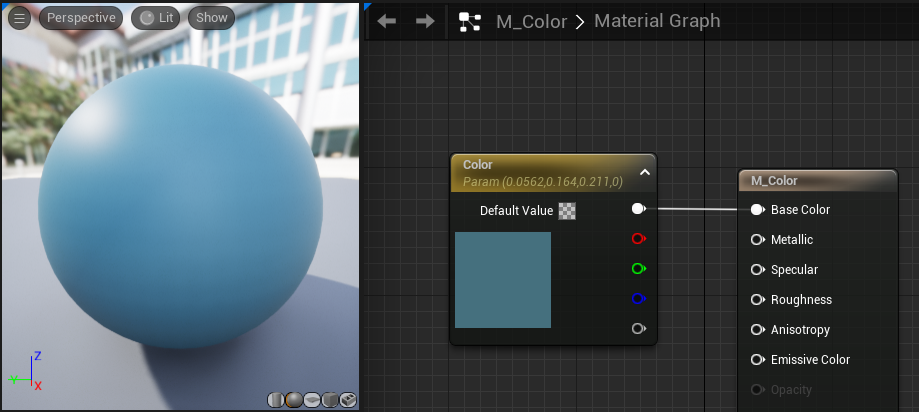 Perspective
Lit
Show
M_Color > Material Graph
Color
Param (0.0562,0.164,0.211,0)
Default Value
M_Color
Base Color
Metallic
Specular
Roughness
Anisotropy
Emissive Color
Opacity
Z
Y
X